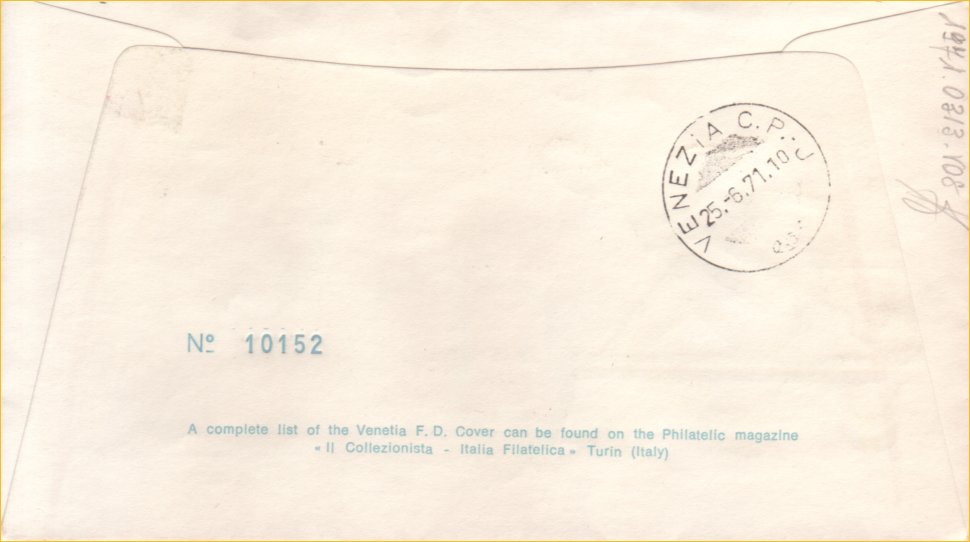 VENEZIA C.P.
25.-6.71.10
Nº 10152
A complete list of the Venetia F. D. Cover can be found on the Philatelic magazine
« Il Collezionista - Italia Filatelica » Turin (Italy)